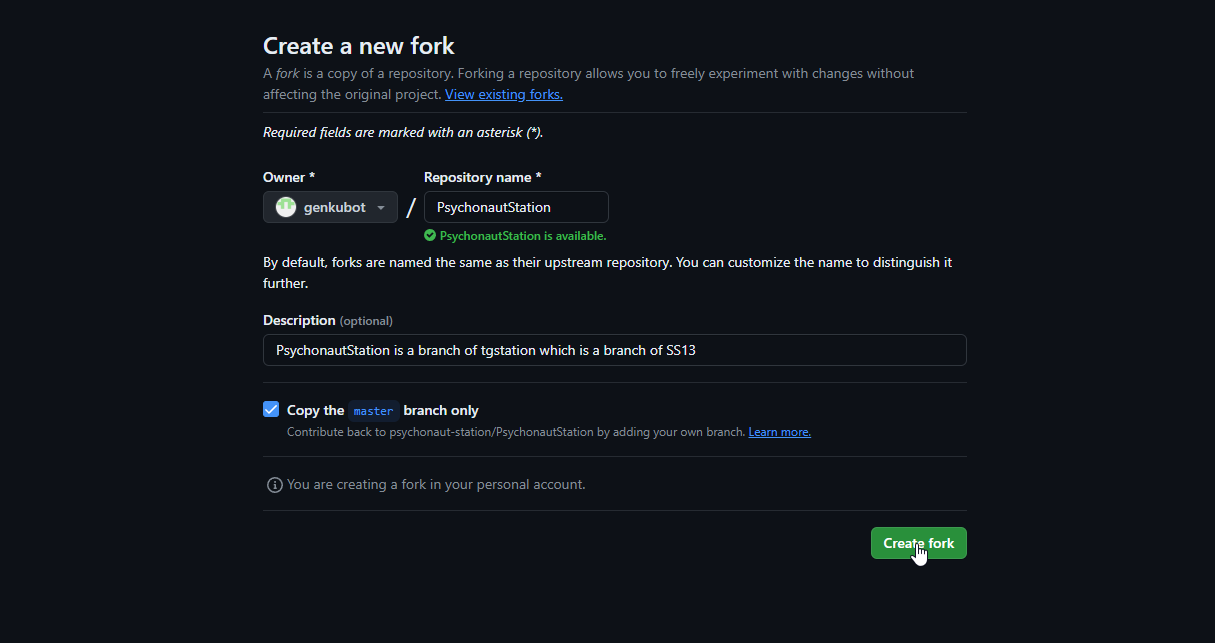 Create a new fork
A fork is a copy of a repository. Forking a repository allows you to freely experiment with changes without
affecting the original project. View existing forks.
Required fields are marked with an asterisk (*).
Owner *
Repository name *
genkubot
/
PsychonautStation
PsychonautStation is available.
By default, forks are named the same as their upstream repository. You can customize the name to distinguish it
further.
Description (optional)
PsychonautStation is a branch of tgstation which is a branch of SS13
Copy the master branch only
Contribute back to psychonaut-station/PsychonautStation by adding your own branch. Learn more.
You are creating a fork in your personal account.
Create fork